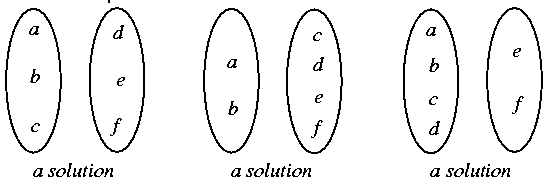 a d
b e
c f
a solution
a c
b d
e
f
a solution
a e
b f
c
d
a solution